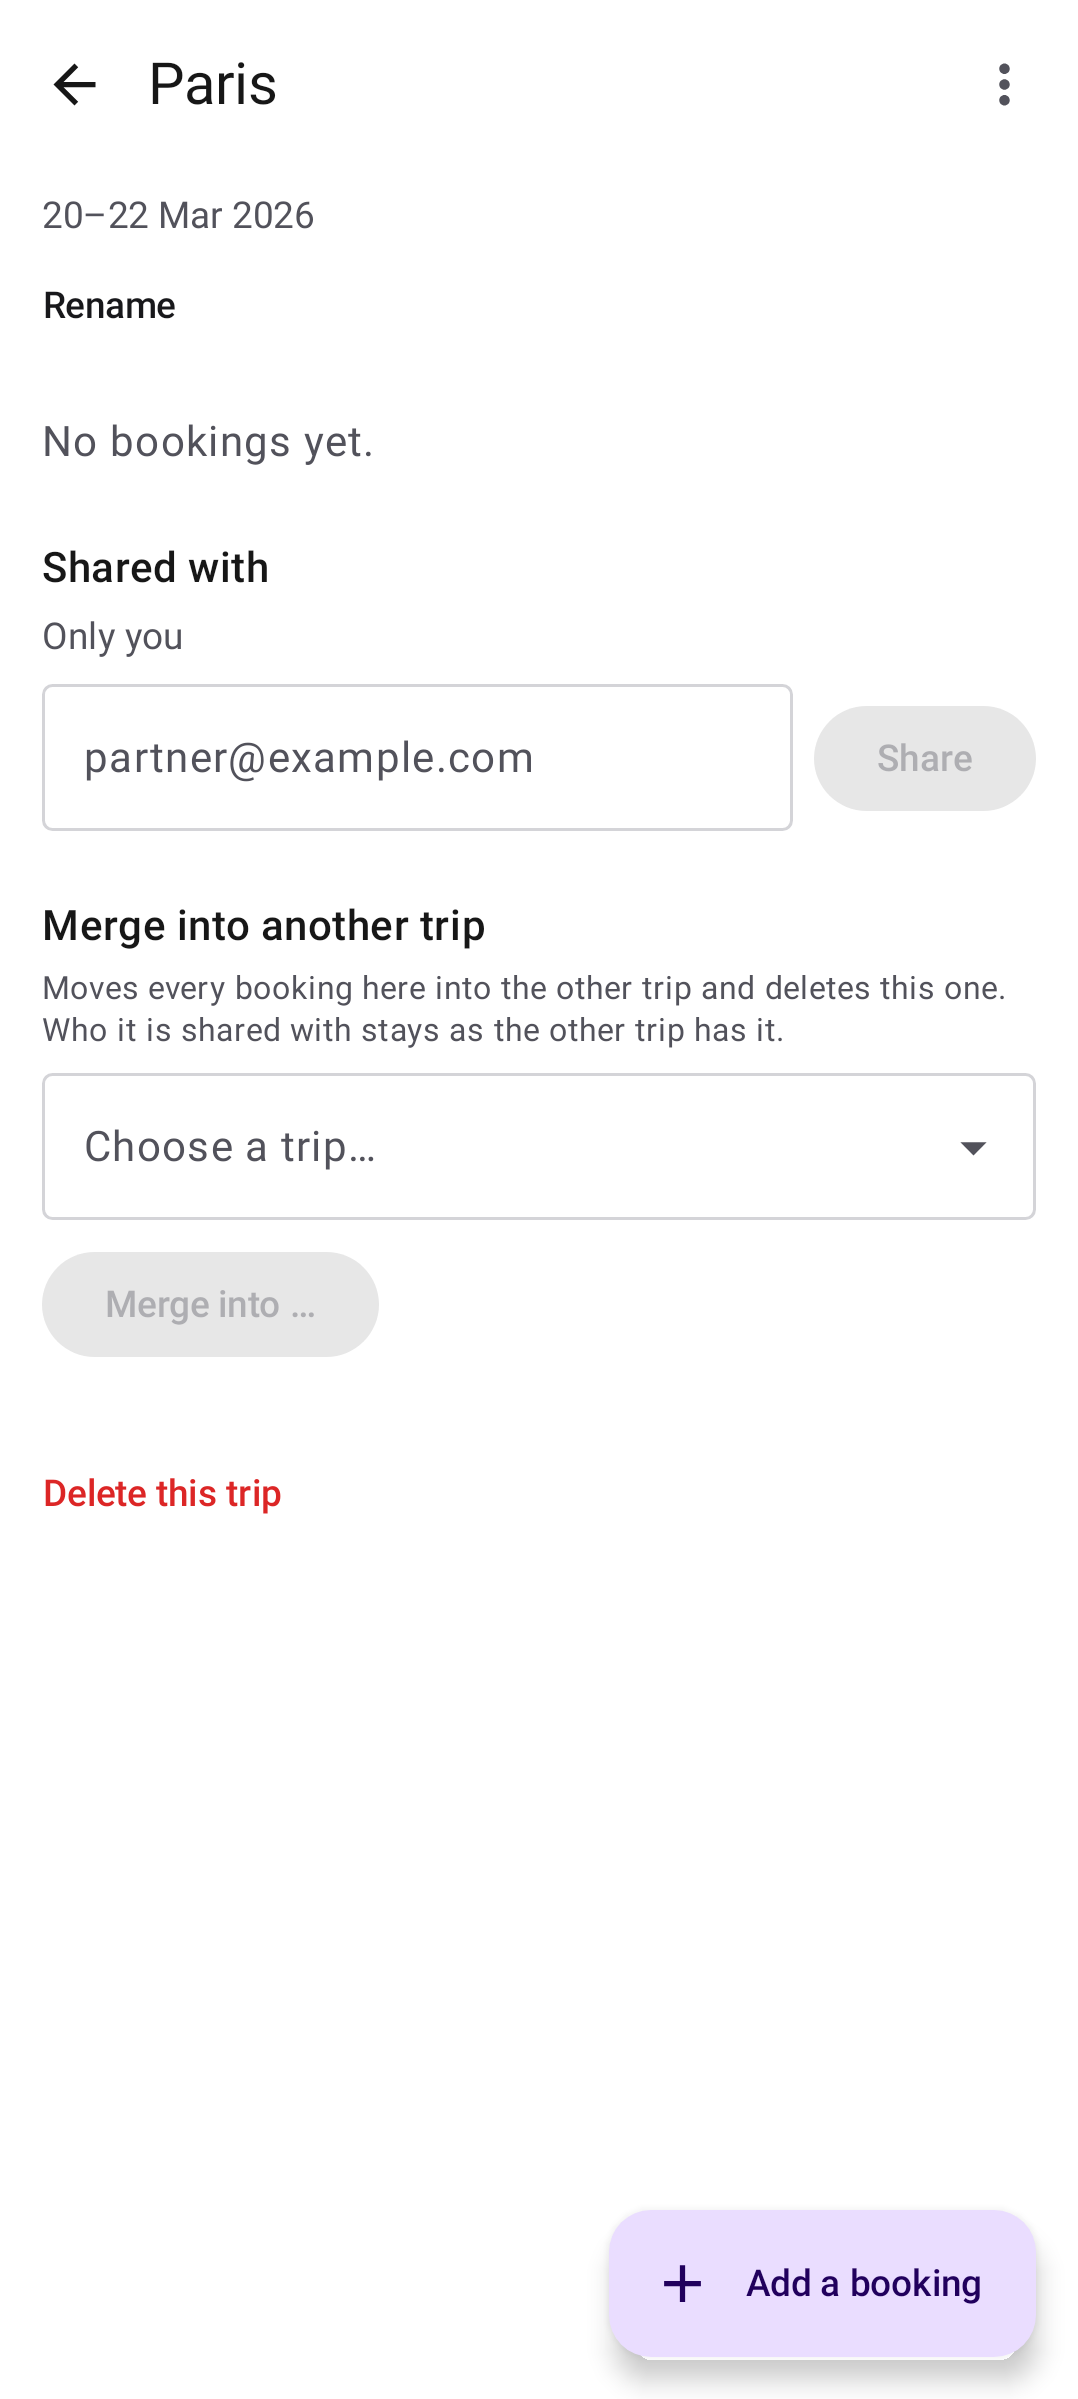 Paris
20–22 Mar 2026
Rename
No bookings yet.
Shared with
Only you
partner@example.com
Share
Merge into another trip
Moves every booking here into the other trip and deletes this one.
Who it is shared with stays as the other trip has it.
Choose a trip…
Merge into …
Delete this trip
Add a booking